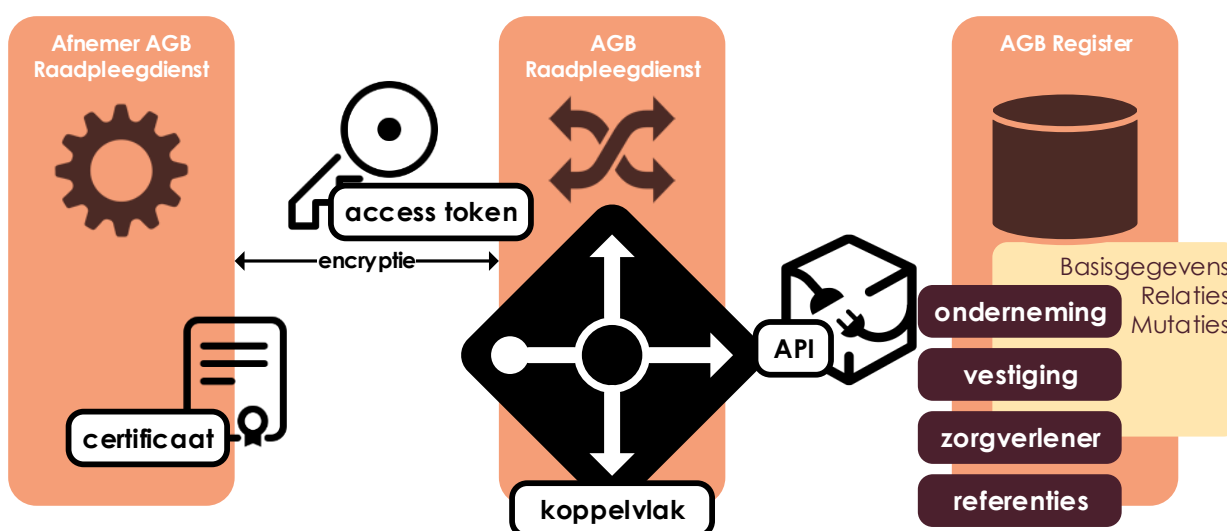 Afnemer AGB
Raadpleegdienst
AGB
Raadpleegdienst
AGB Register
access token
encryptie
certificaat
koppelvlak
API
Basisgegevens
Relaties
Mutaties
onderneming
vestiging
zorgverlener
referenties